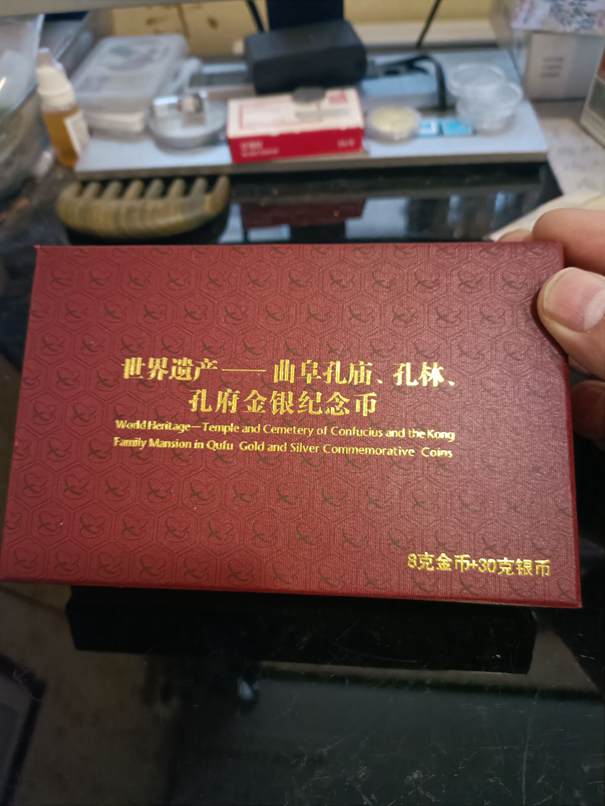 世界遗产——曲阜孔庙、孔林、
孔府金银纪念币
World Heritage—Temple and Cemetery of Confucius and the Kong
Family Mansion in Qufu Gold and Silver Commemorative Coins
8克金币+30克银币